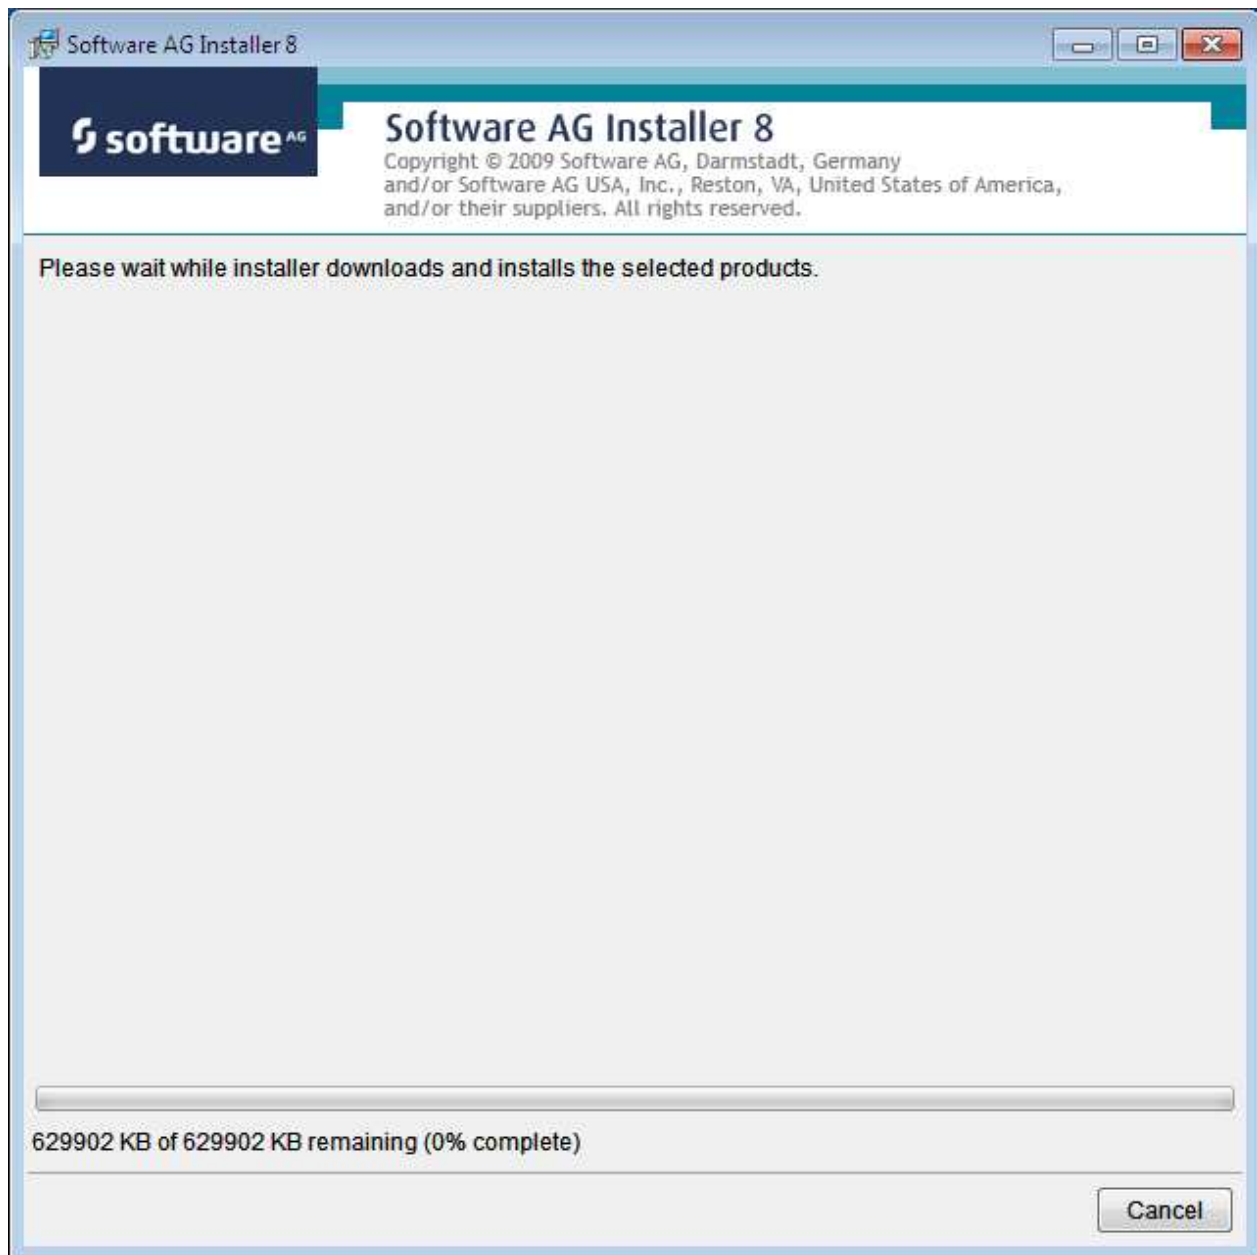 Software AG Installer 8
software AG
Software AG Installer 8
Copyright © 2009 Software AG, Darmstadt, Germany
and/or Software AG USA, Inc., Reston, VA, United States of America,
and/or their suppliers. All rights reserved.
Please wait while installer downloads and installs the selected products.
629902 KB of 629902 KB remaining (0% complete)
Cancel